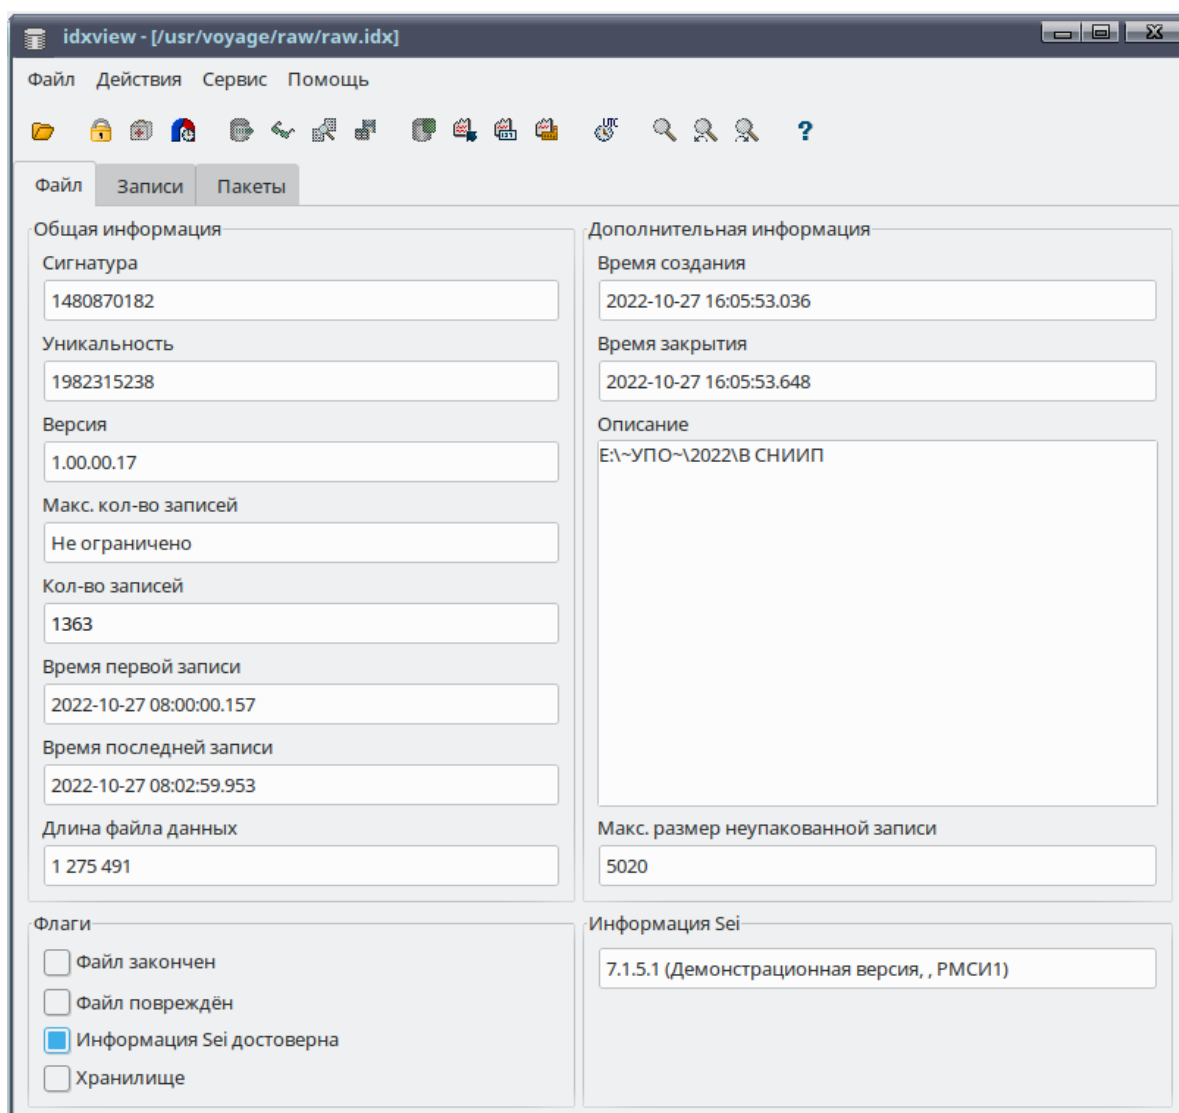 idxview - [/usr/voyage/raw/raw.idx]
Файл Действия Сервис Помощь
UTC
?
Файл Записи Пакеты
Общая информация
Сигнатура
1480870182
Уникальность
1982315238
Версия
1.00.00.17
Макс. кол-во записей
Не ограничено
Кол-во записей
1363
Время первой записи
2022-10-27 08:00:00.157
Время последней записи
2022-10-27 08:02:59.953
Длина файла данных
1 275 491
Дополнительная информация
Время создания
2022-10-27 16:05:53.036
Время закрытия
2022-10-27 16:05:53.648
Описание
E:\~УПО~\2022\В СНИИП
Макс. размер неупакованной записи
5020
Флаги
Файл закончен
Файл повреждён
Информация Sei достоверна
Хранилище
Информация Sei
7.1.5.1 (Демонстрационная версия, , РМСИ1)